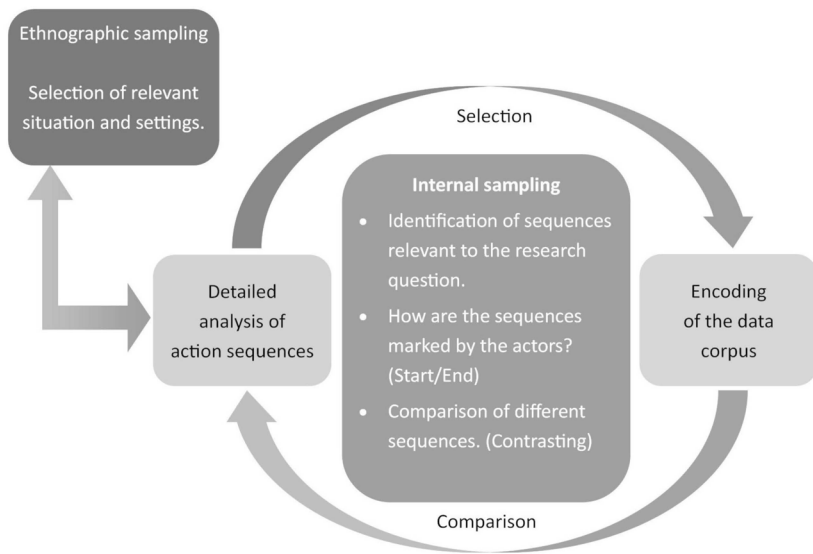 Ethnographic sampling
Selection of relevant
situation and settings.
Selection
Internal sampling
• Identification of sequences
relevant to the research
question.
• How are the sequences
marked by the actors?
(Start/End)
• Comparison of different
sequences. (Contrasting)
Detailed
analysis of
action sequences
Encoding
of the data
corpus
Comparison